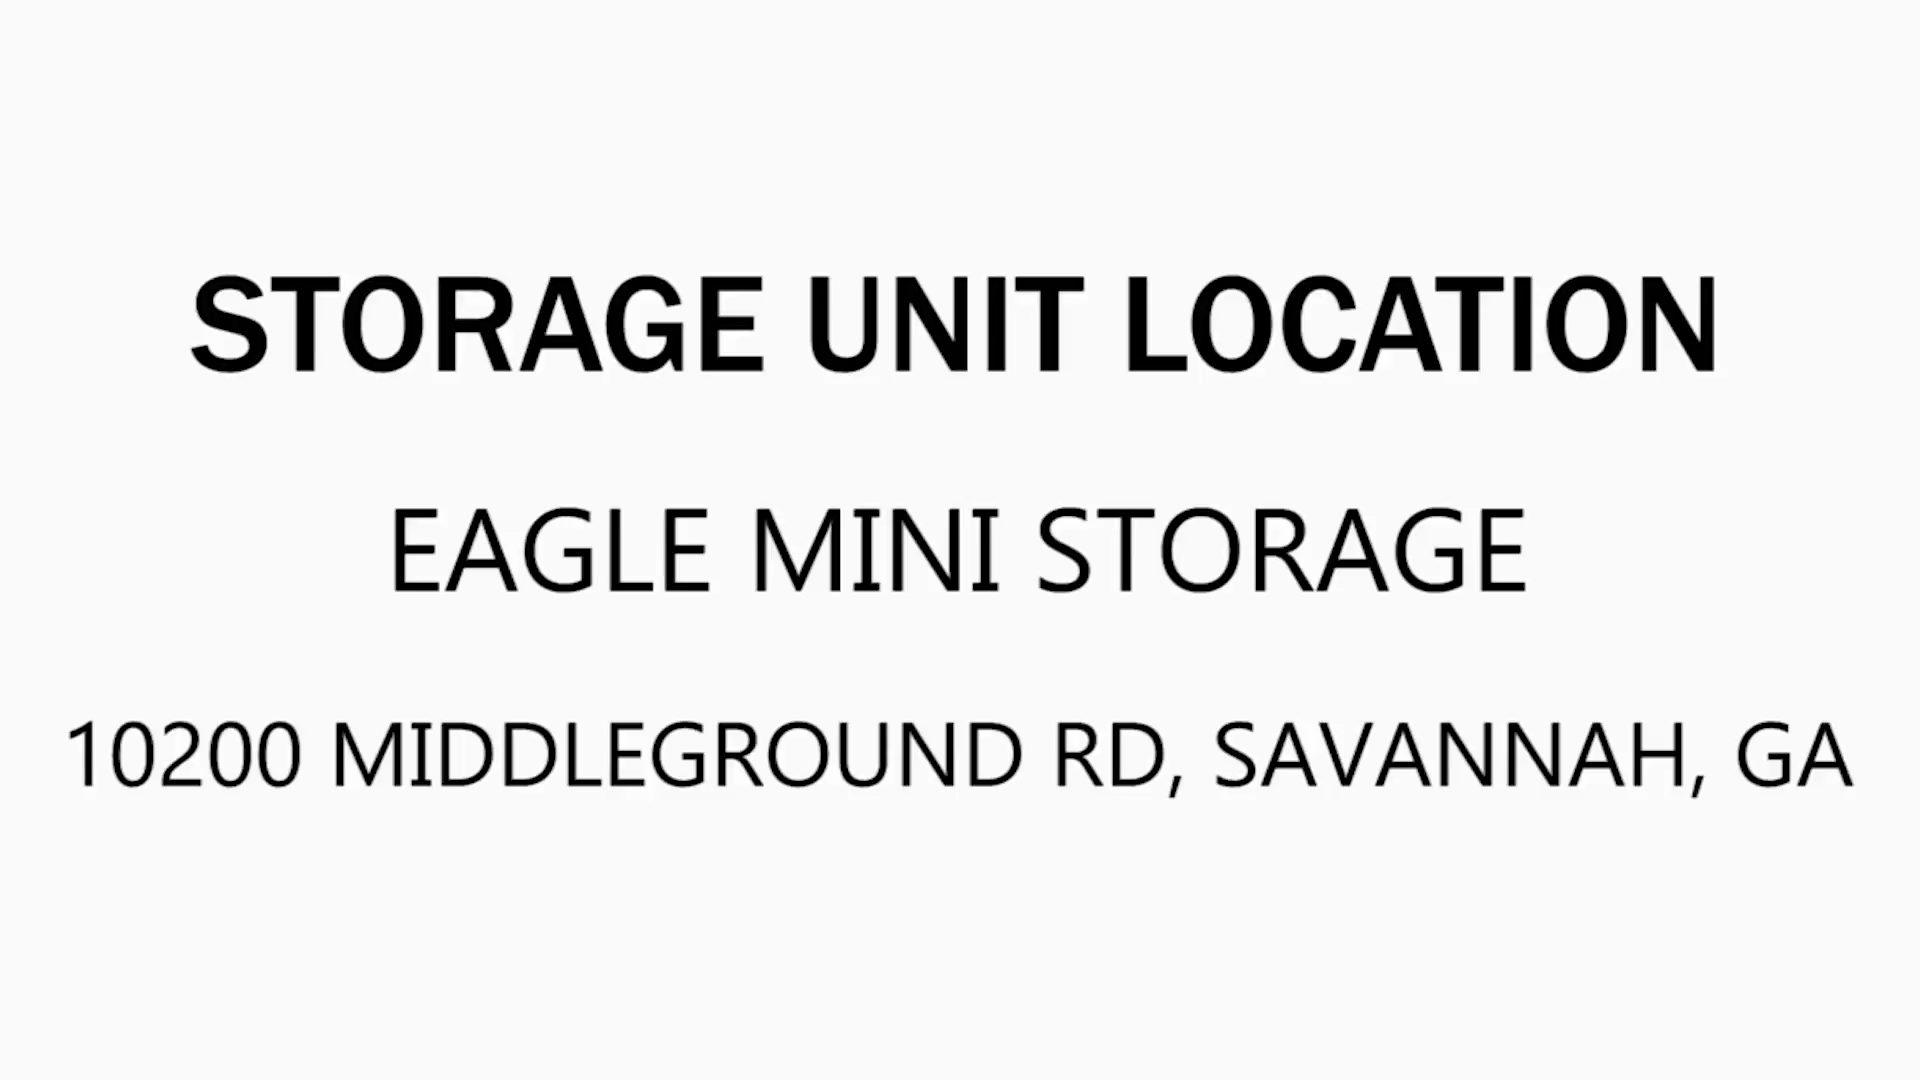 STORAGE UNIT LOCATION
EAGLE MINI STORAGE
10200 MIDDLEGROUND RD, SAVANNAH, GA